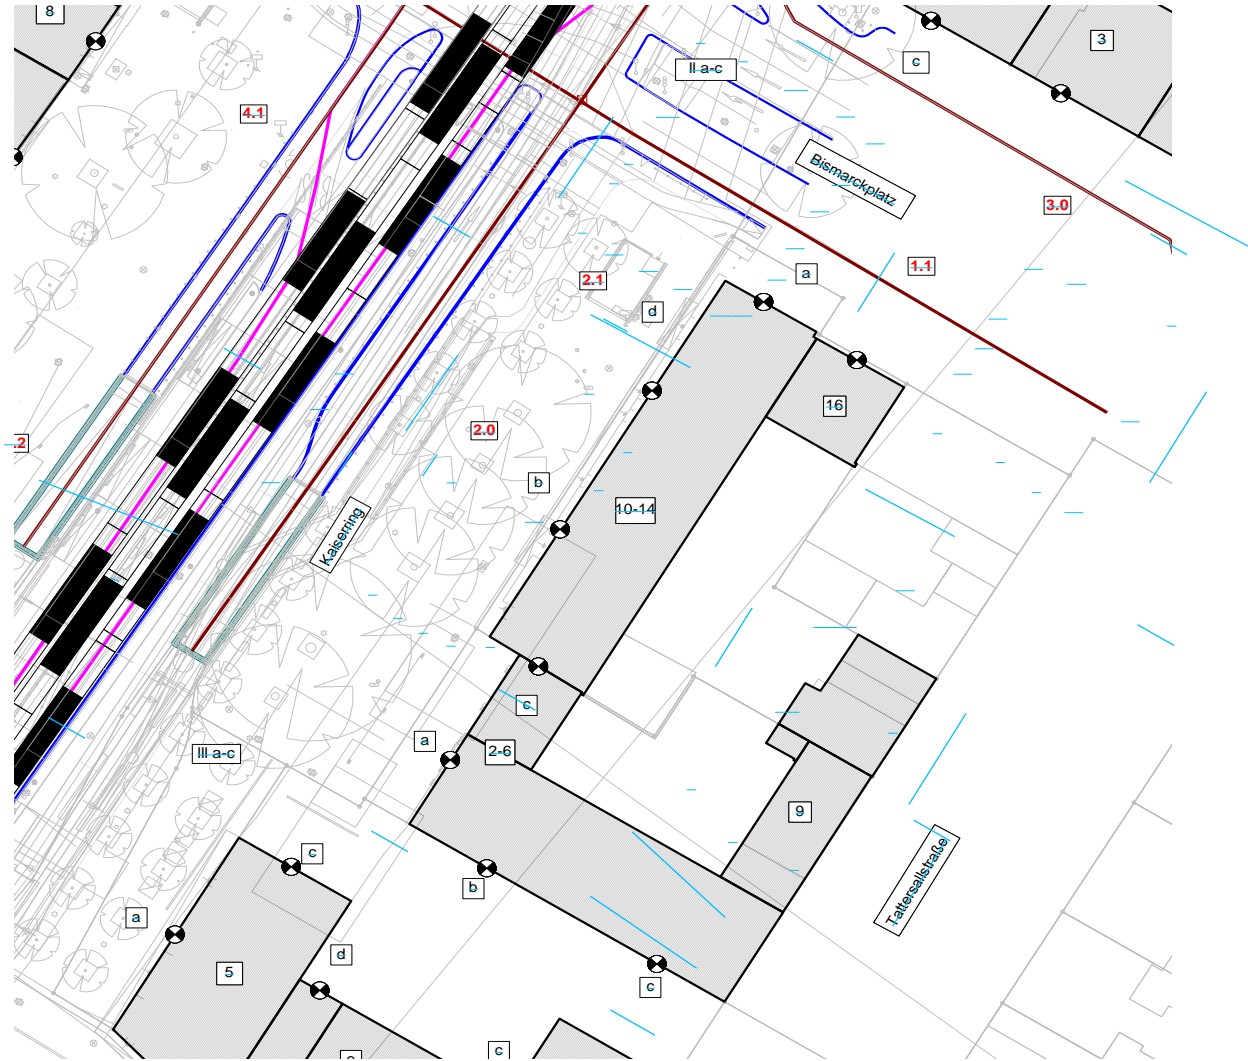 8
3
c
II a-c
4.1
Bismarckplatz
3.0
1.1
a
2.1
d
16
.2
2.0
b
10-14
Kaiserring
c
a
2-6
III a-c
9
c
b
Tattersallstraße
a
d
5
c
c